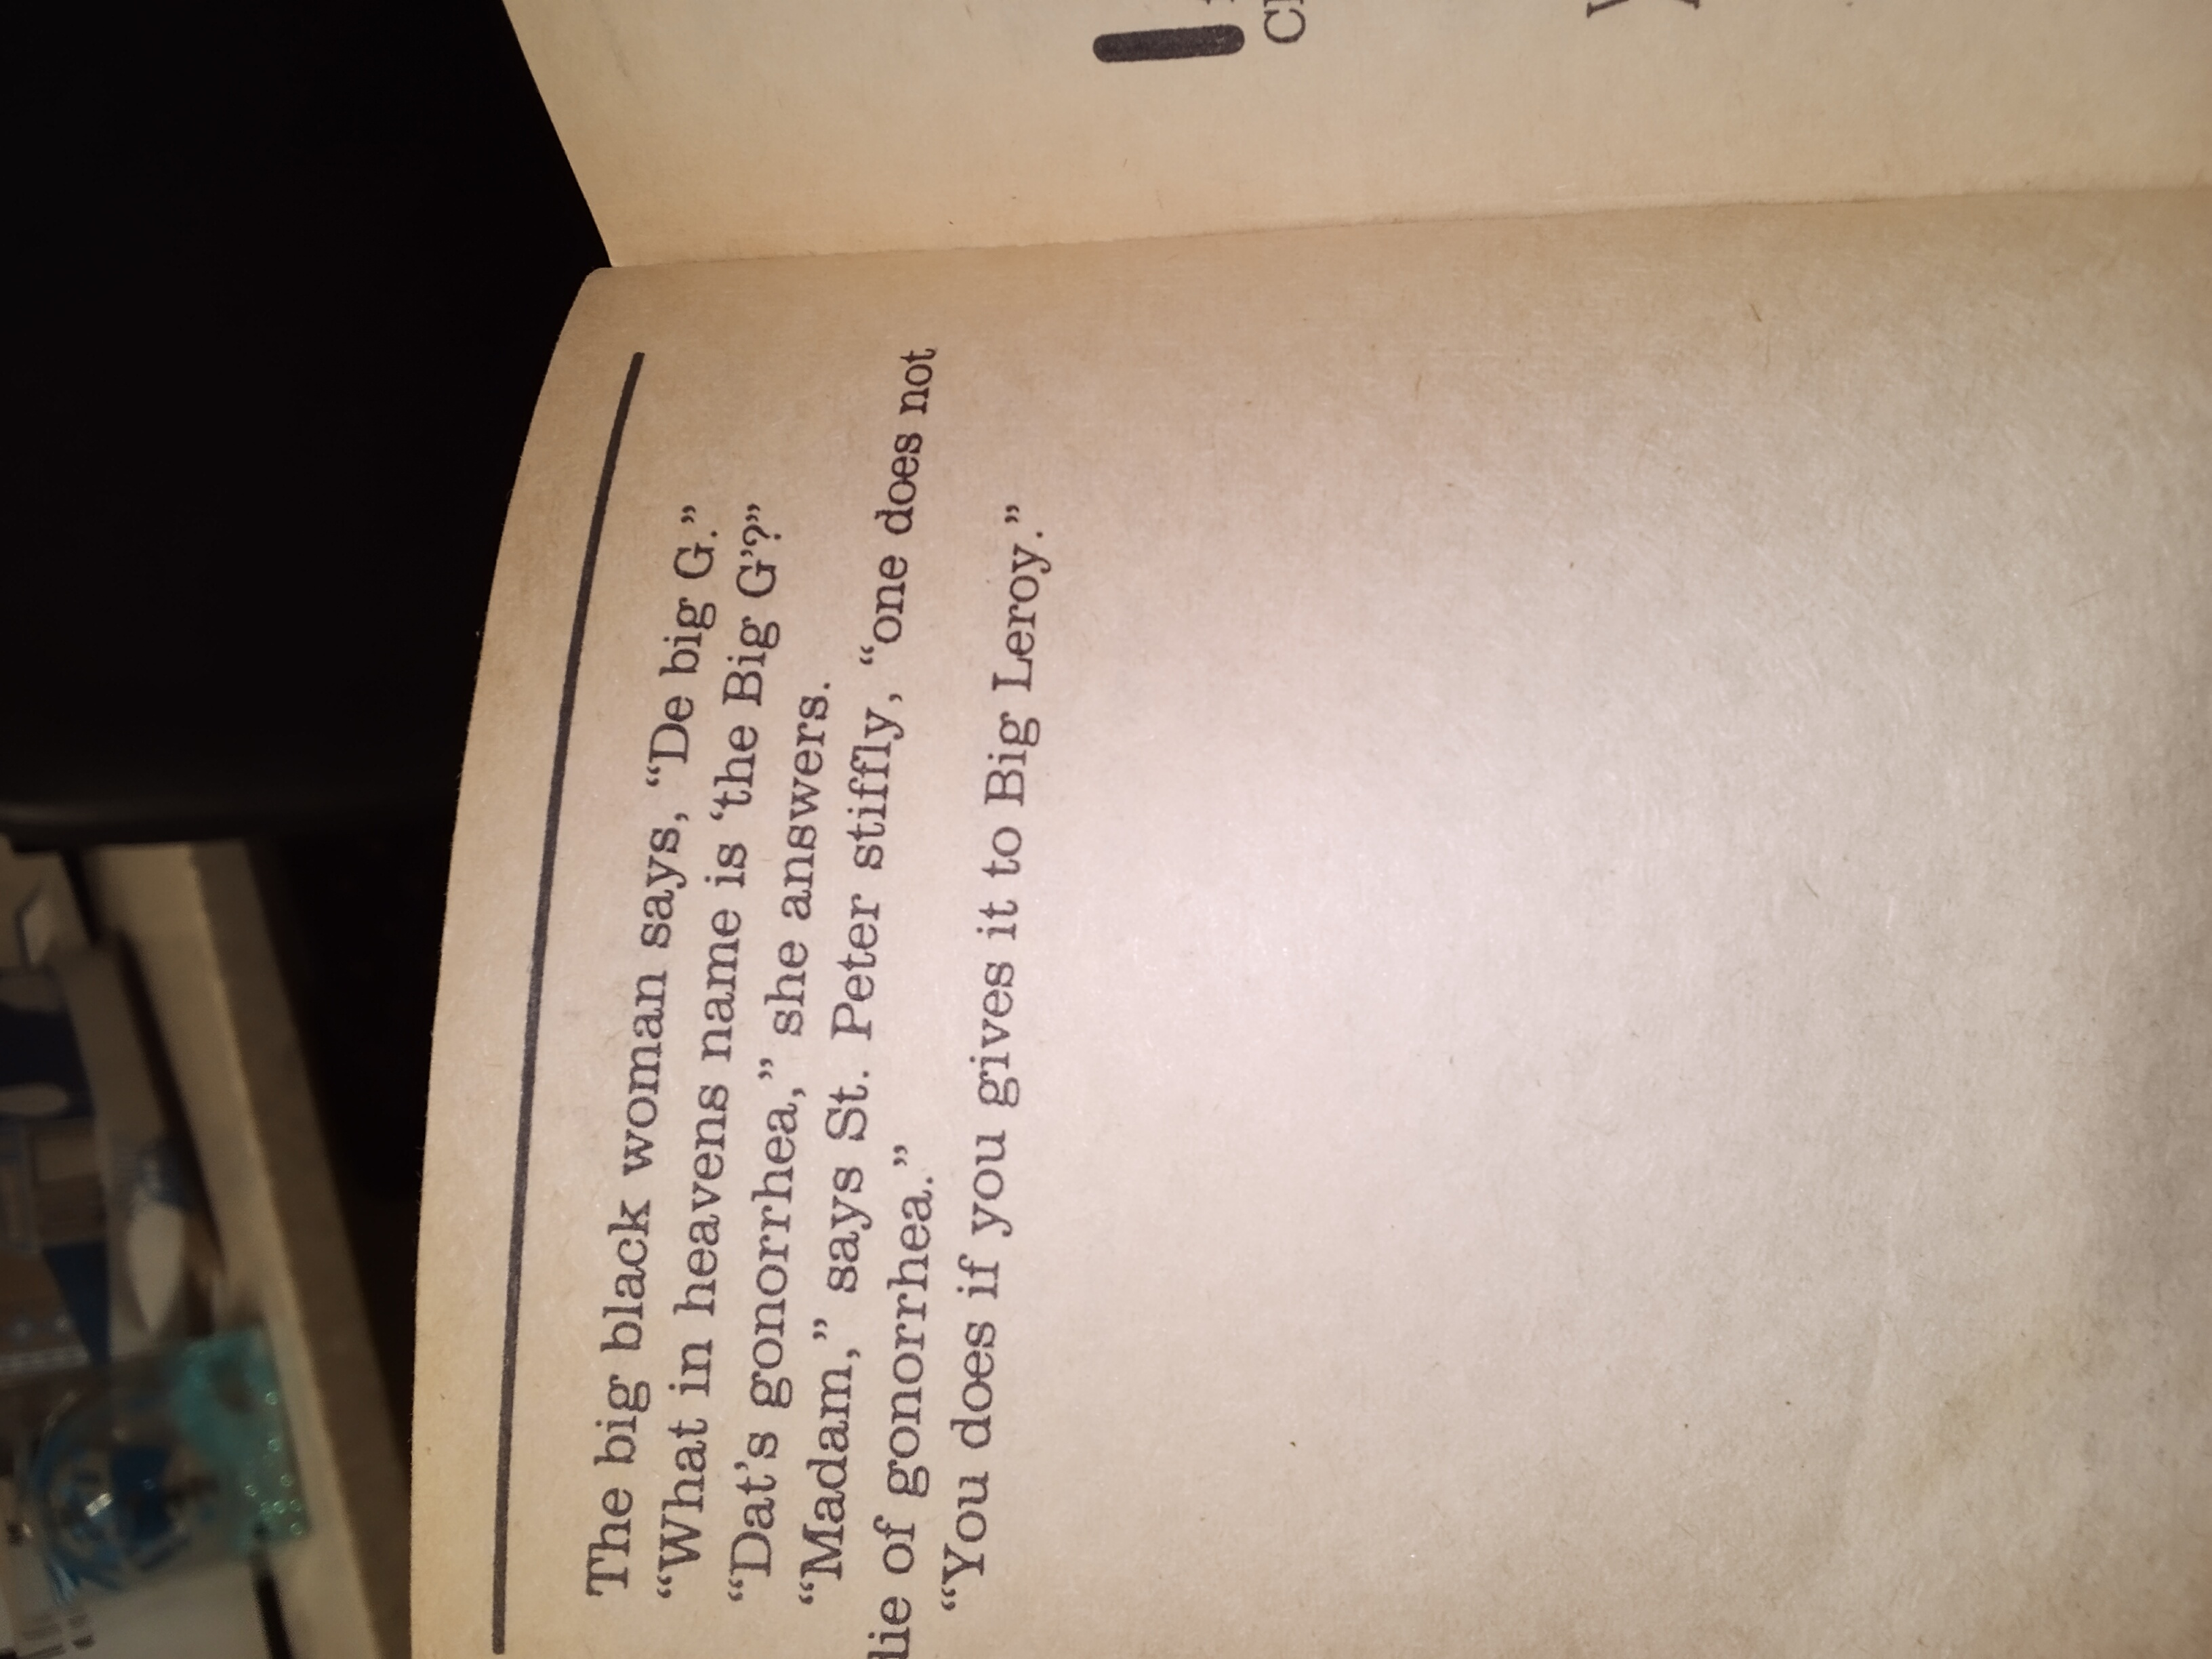 The big black woman says, “De big G.”
“What in heavens name is ‘the Big G’?”
“Dat’s gonorrhea,” she answers.
“Madam,” says St. Peter stiffly, “one does not
lie of gonorrhea.”
“You does if you gives it to Big Leroy.”